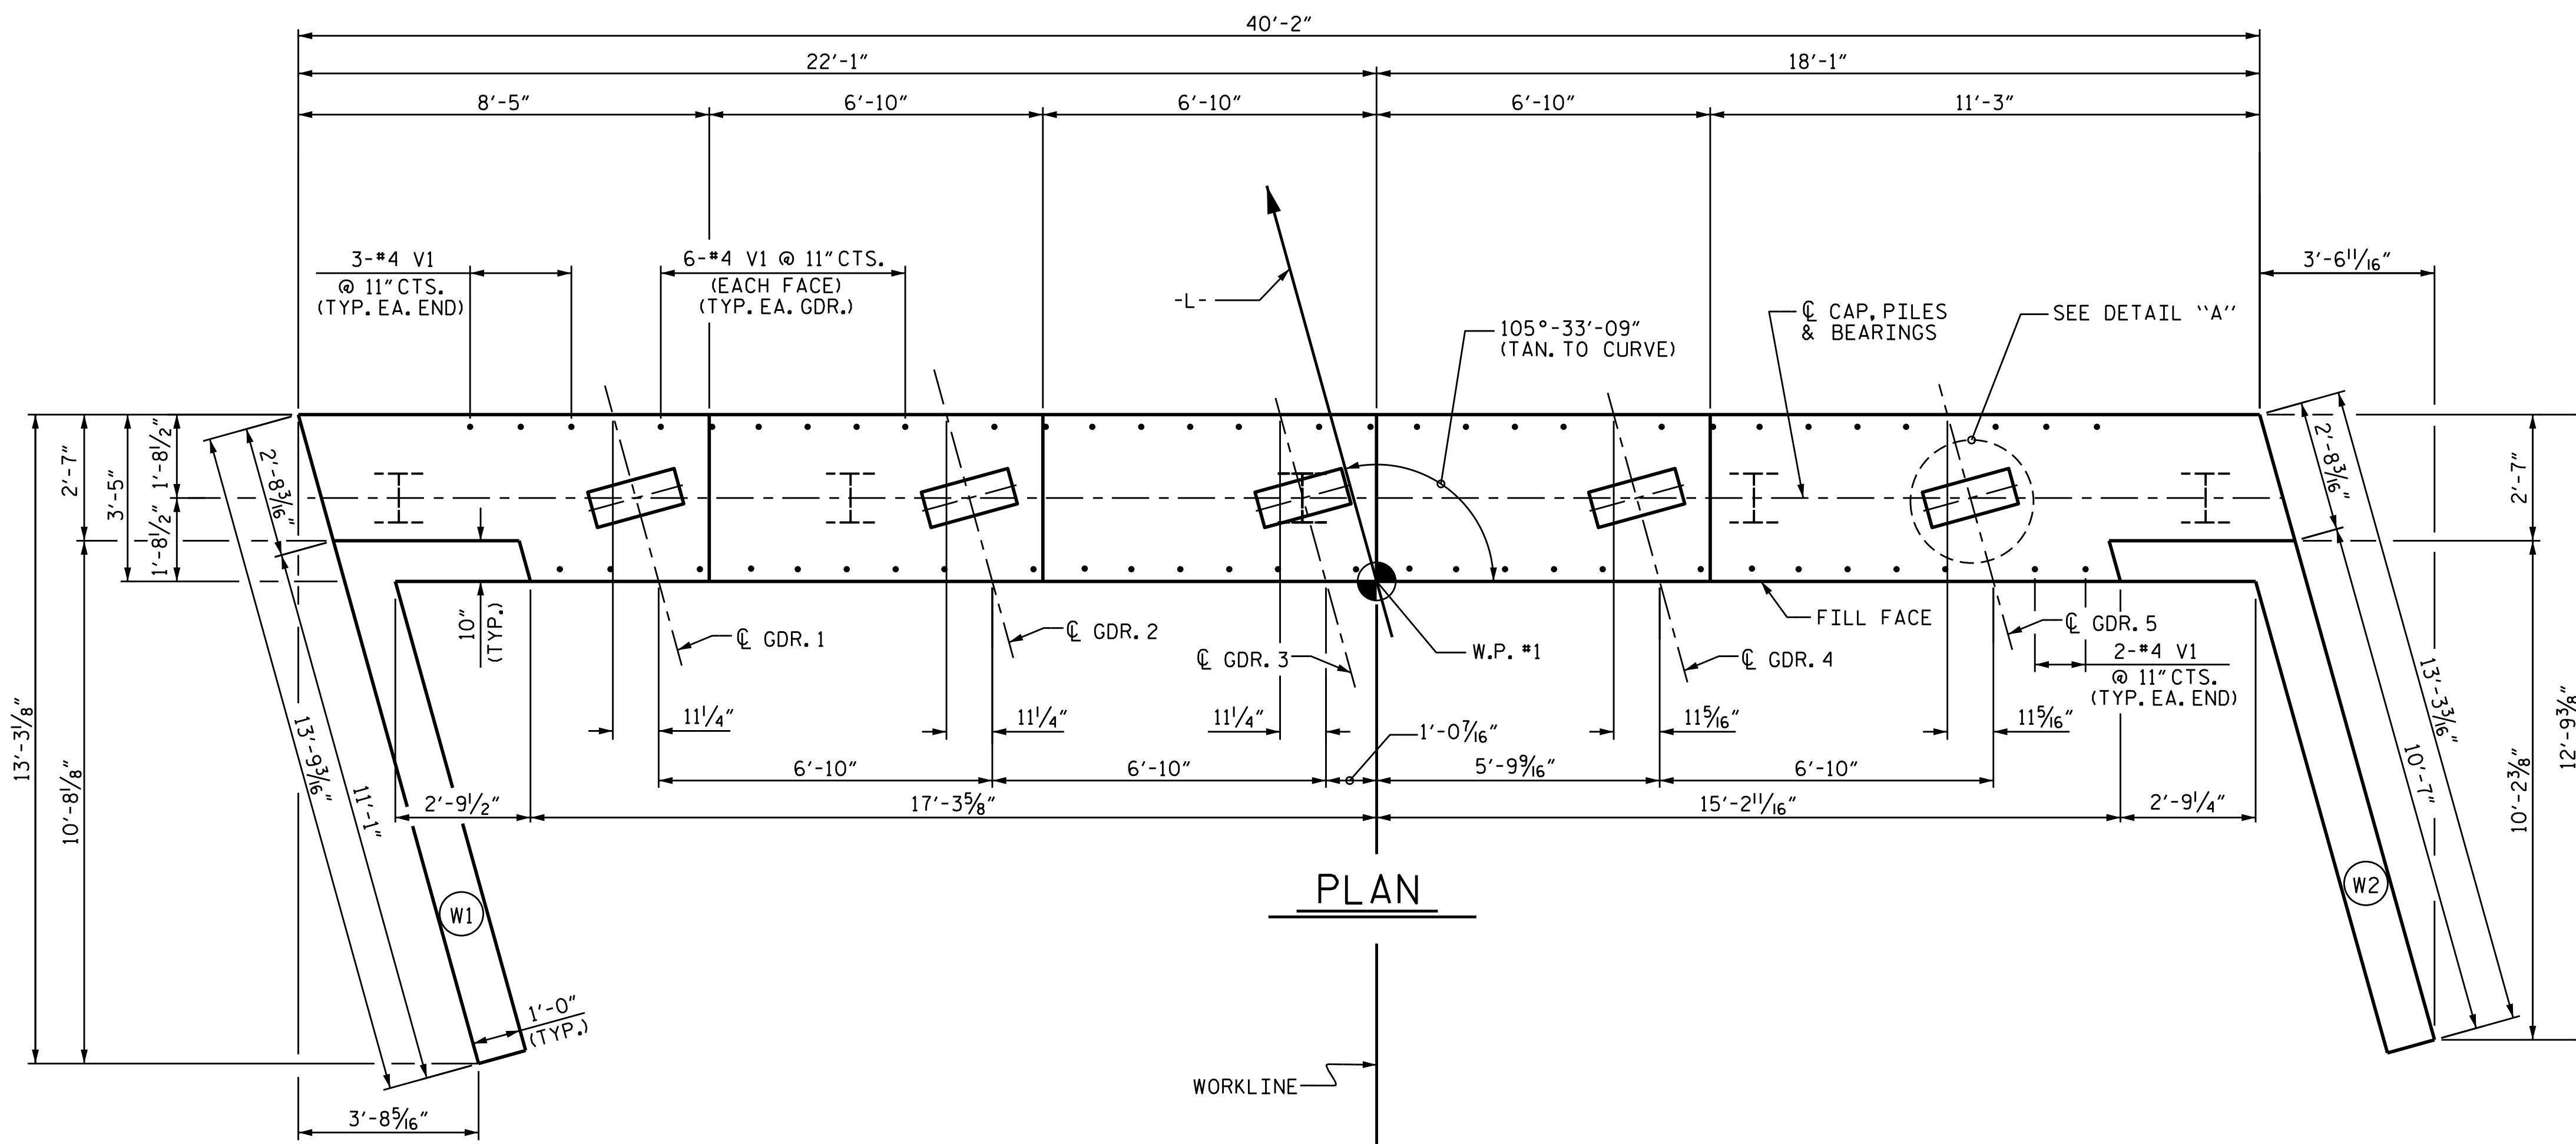 40'-2"
22'-1"
18'-1"
8'-5"
6'-10"
6'-10"
6'-10"
11'-3"
3-#4 V1
@ 11" CTS.
(TYP. EA. END)
6-#4 V1 @ 11" CTS.
(EACH FACE)
(TYP. EA. GDR.)
-L-
105°-33'-09"
(TAN. TO CURVE)
℄ CAP, PILES
& BEARINGS
SEE DETAIL "A"
3'-6 11/16"
2'-7"
3'-5"
1'-8 1/2"
1'-8 1/2"
2'-8 3/16"
2'-8 3/16"
2'-7"
10"
(TYP.)
℄ GDR. 1
℄ GDR. 2
℄ GDR. 3
W.P. #1
℄ GDR. 4
FILL FACE
℄ GDR. 5
2-#4 V1
@ 11" CTS.
(TYP. EA. END)
13'-3 1/8"
10'-8 1/8"
13'-9 3/16"
11'-1"
11 1/4"
11 1/4"
11 1/4"
1'-0 7/16"
11 5/16"
11 5/16"
6'-10"
6'-10"
5'-9 9/16"
6'-10"
2'-9 1/2"
17'-3 5/8"
15'-2 11/16"
2'-9 1/4"
13'-3 3/16"
10'-7"
10'-2 3/8"
12'-9 3/8"
PLAN
W1
W2
1'-0"
(TYP.)
WORKLINE
3'-8 5/16"